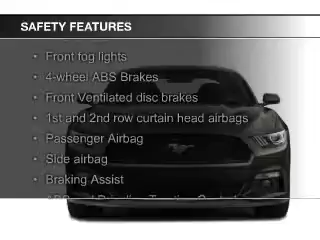 SAFETY FEATURES
• Front fog lights
• 4-wheel ABS Brakes
• Front Ventilated disc brakes
• 1st and 2nd row curtain head airbags
• Passenger Airbag
• Side airbag
• Braking Assist